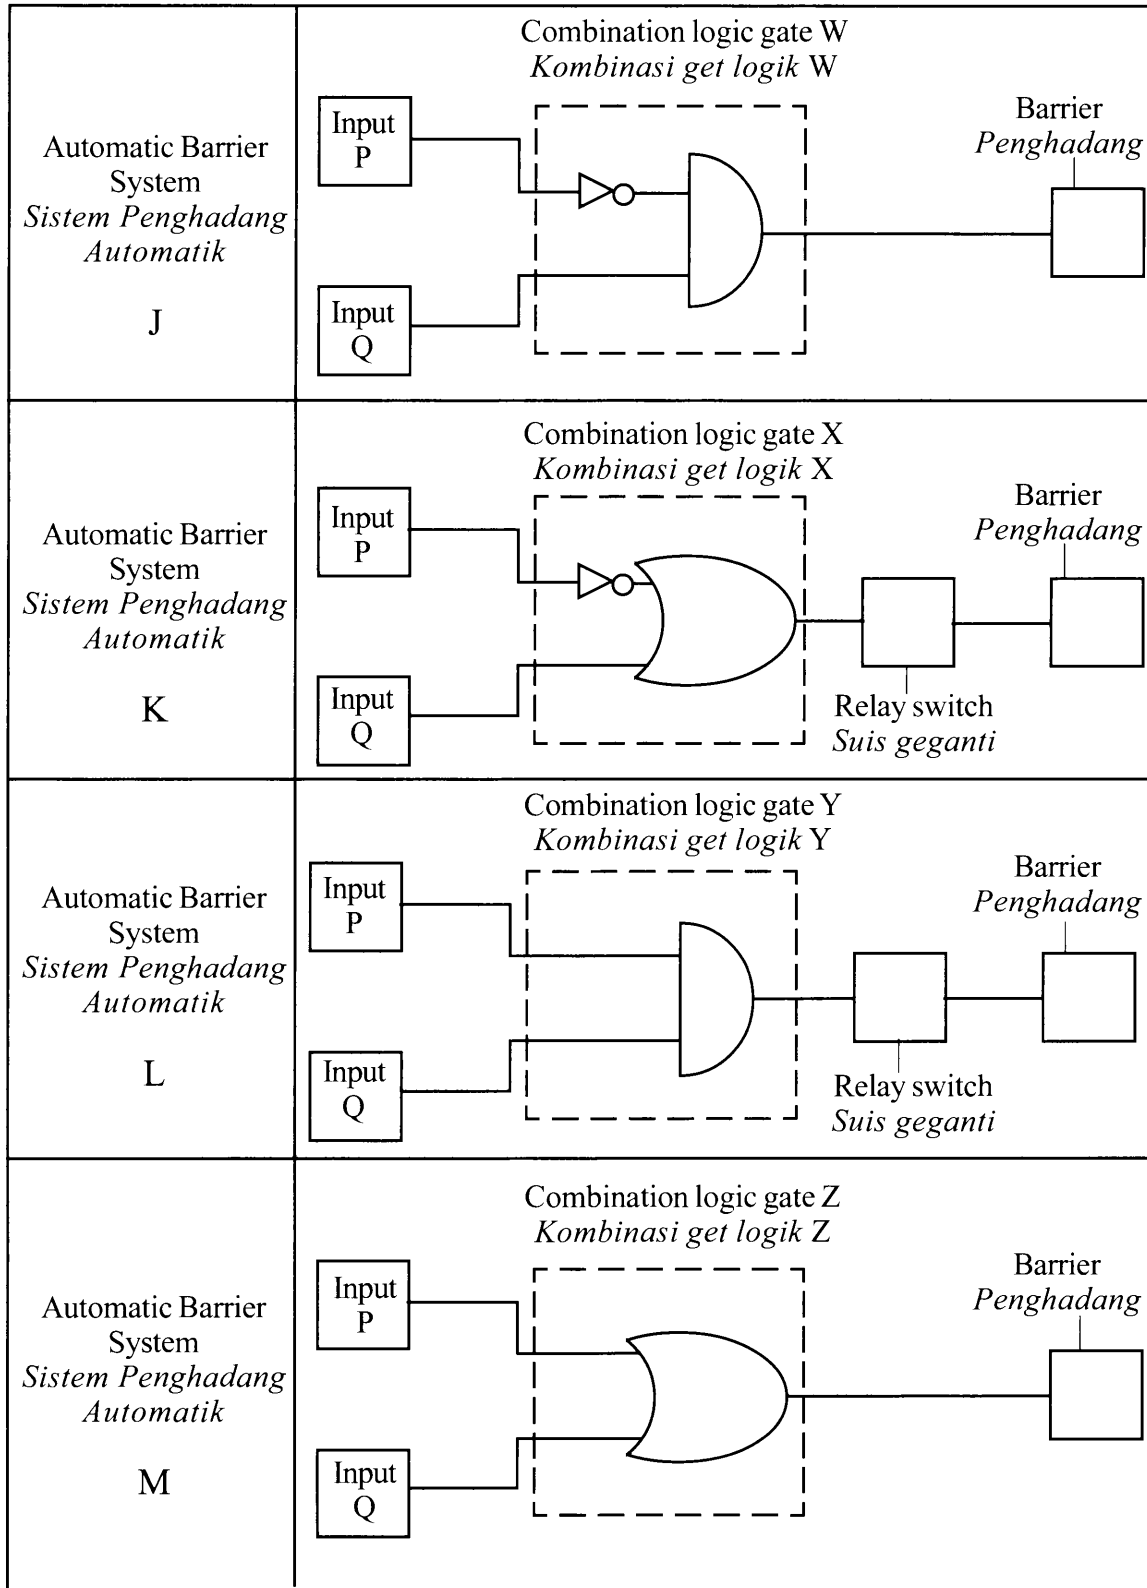 Automatic Barrier
System
Sistem Penghadang
Automatik
J
Combination logic gate W
Kombinasi get logik W
Input
P
Input
Q
Barrier
Penghadang
Automatic Barrier
System
Sistem Penghadang
Automatik
K
Combination logic gate X
Kombinasi get logik X
Input
P
Input
Q
Relay switch
Suis geganti
Barrier
Penghadang
Automatic Barrier
System
Sistem Penghadang
Automatik
L
Combination logic gate Y
Kombinasi get logik Y
Input
P
Input
Q
Relay switch
Suis geganti
Barrier
Penghadang
Automatic Barrier
System
Sistem Penghadang
Automatik
M
Combination logic gate Z
Kombinasi get logik Z
Input
P
Input
Q
Barrier
Penghadang